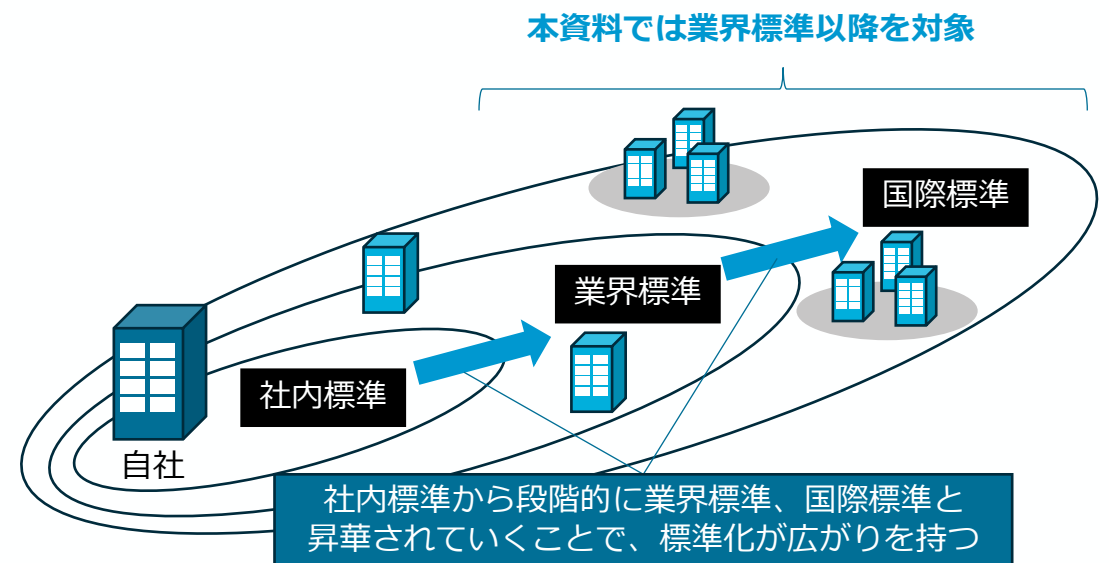 本資料では業界標準以降を対象
国際標準
業界標準
社内標準
自社
社内標準から段階的に業界標準、国際標準と
昇華されていくことで、標準化が広がりを持つ